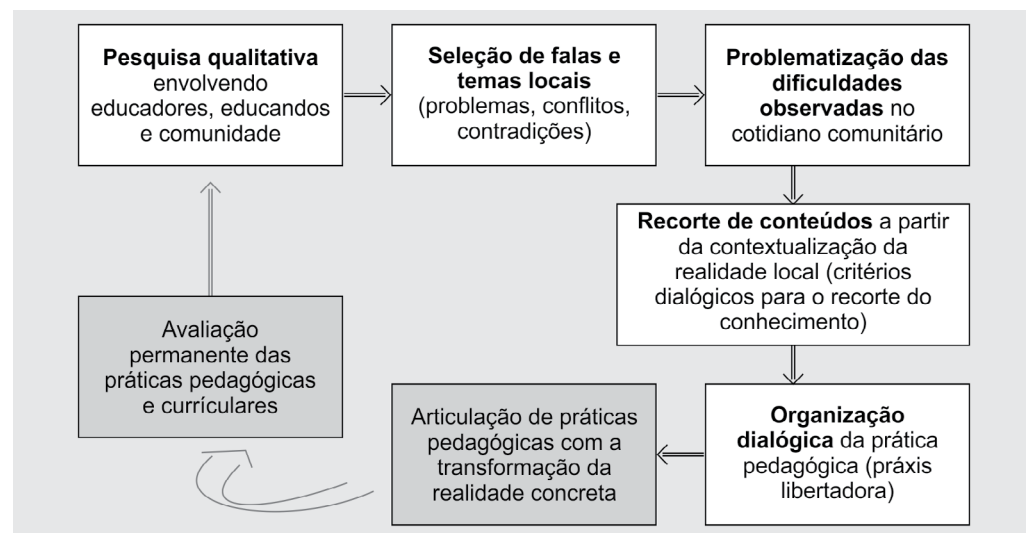 Pesquisa qualitativa
envolvendo
educadores, educandos
e comunidade
Seleção de falas e
temas locais
(problemas, conflitos,
contradições)
Problematização das
dificuldades
observadas no
cotidiano comunitário
Recorte de conteúdos a partir
da contextualização da
realidade local (critérios
dialógicos para o recorte do
conhecimento)
Organização
dialógica da prática
pedagógica (práxis
libertadora)
Articulação de práticas
pedagógicas com a
transformação da
realidade concreta
Avaliação
permanente das
práticas pedagógicas
e currículares